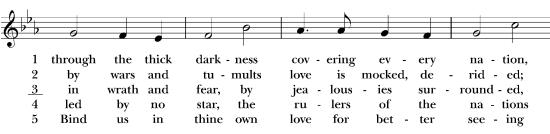 1 through the thick dark - ness cov - ering ev - ery na - tion,
2 by wars and tu - mults love is mocked, de - rid - ed;
3 in wrath and fear, by jea - lous - ies sur - round - ed,
4 led by no star, the ru - lers of the na - tions
5 Bind us in thine own love for bet - ter see - ing